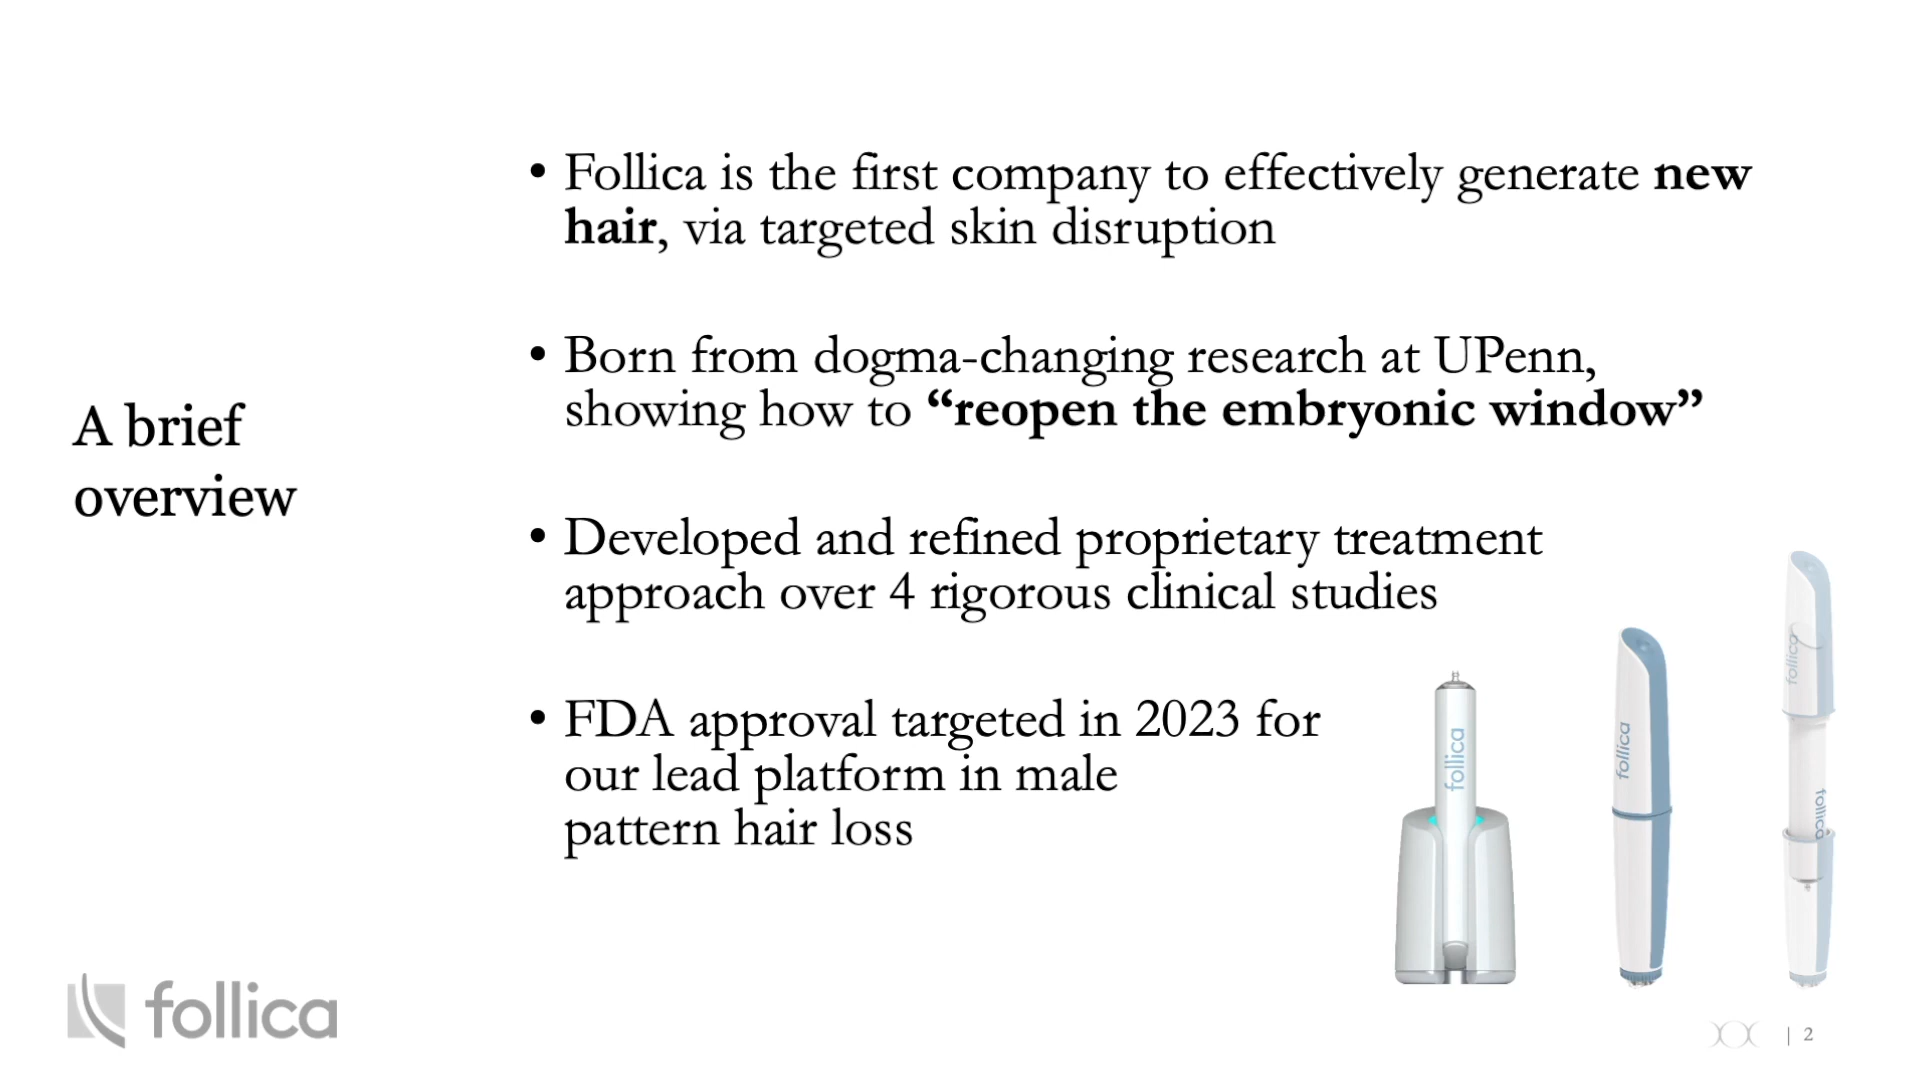 A brief
overview
• Follica is the first company to effectively generate new
hair, via targeted skin disruption
• Born from dogma-changing research at UPenn,
showing how to “reopen the embryonic window”
• Developed and refined proprietary treatment
approach over 4 rigorous clinical studies
• FDA approval targeted in 2023 for
our lead platform in male
pattern hair loss
follica
follica
follica
follica
follica
| 2